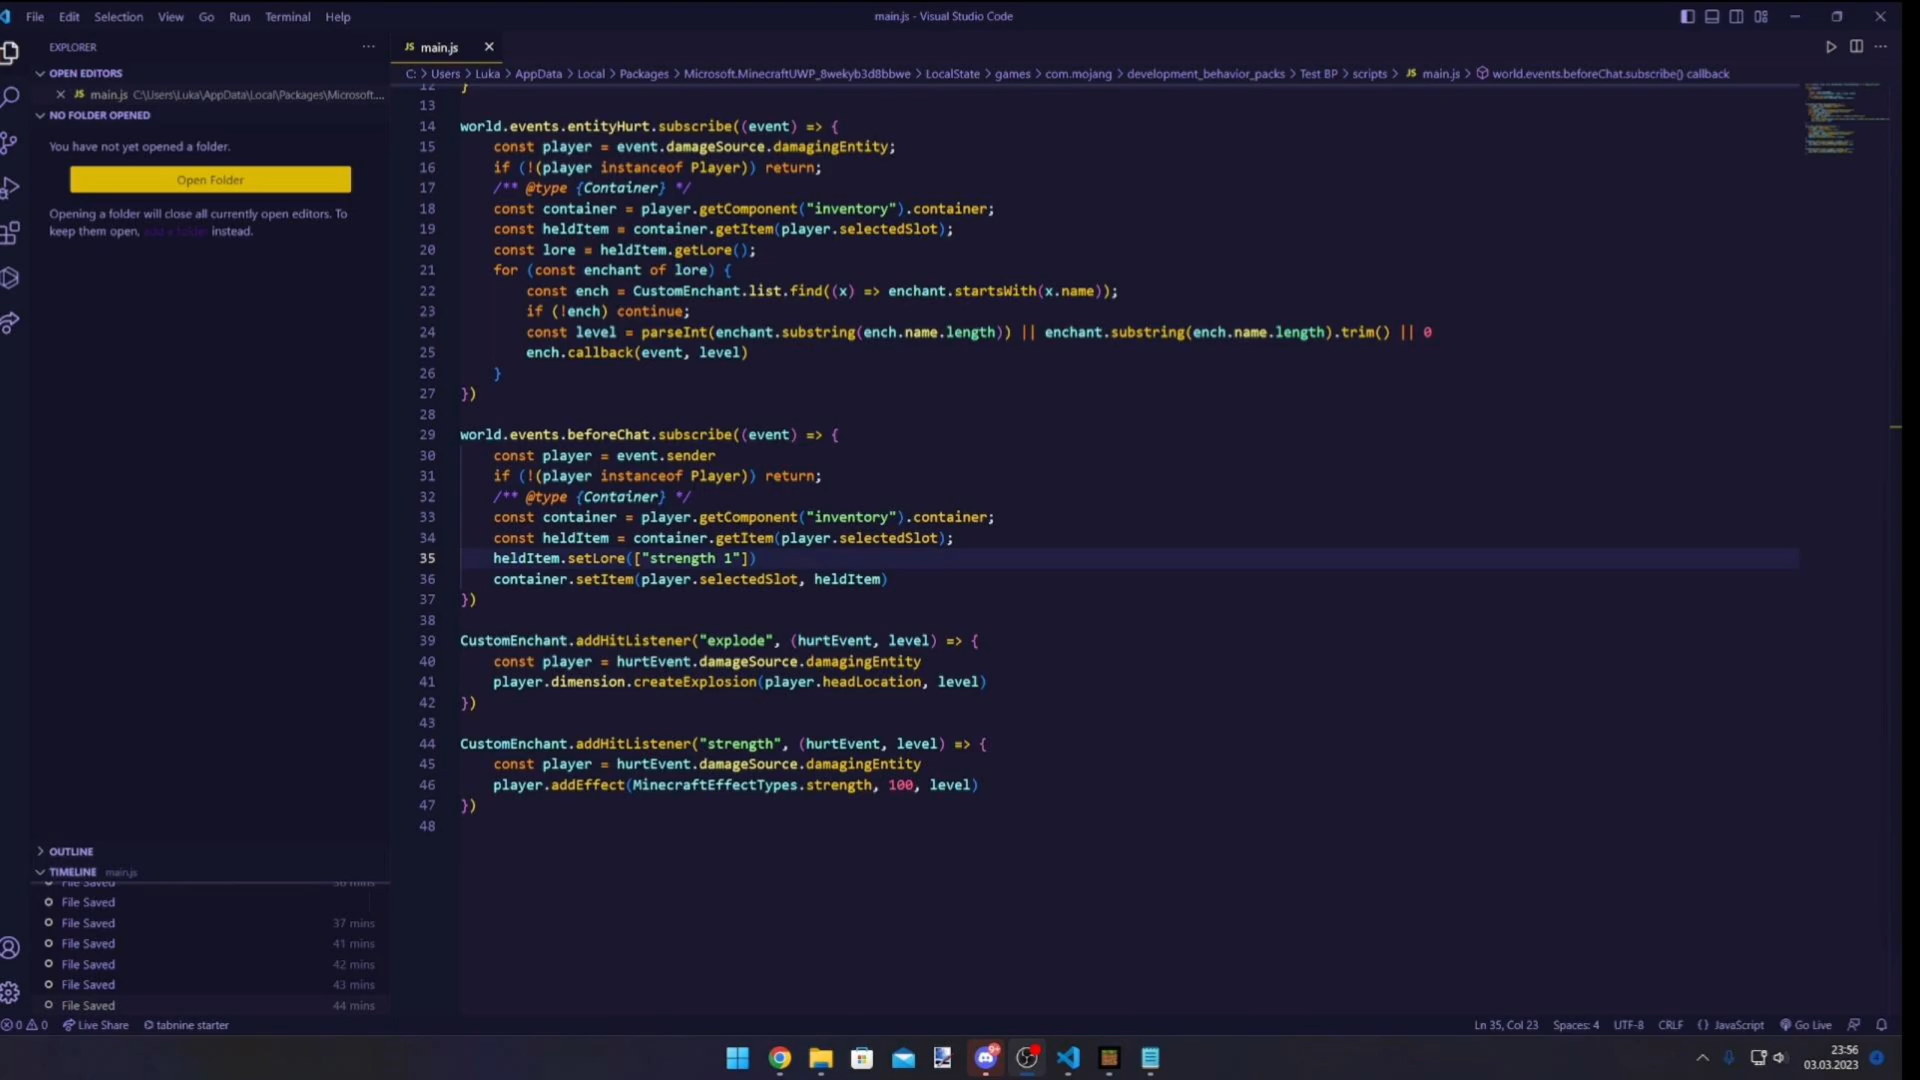 File Edit Selection View Go Run Terminal Help
main.js - Visual Studio Code
EXPLORER
OPEN EDITORS
main.js C:\Users\Luka\AppData\Local\Packages\Microsoft....
NO FOLDER OPENED
You have not yet opened a folder.
Open Folder
Opening a folder will close all currently open editors. To
keep them open, add a folder instead.
OUTLINE
TIMELINE main.js
File Saved 36 mins
File Saved
File Saved 37 mins
File Saved 41 mins
File Saved 42 mins
File Saved 43 mins
File Saved 44 mins
JS main.js
C: > Users > Luka > AppData > Local > Packages > Microsoft.MinecraftUWP_8wekyb3d8bbwe > LocalState > games > com.mojang > development_behavior_packs > Test BP > scripts > JS main.js > world.events.beforeChat.subscribe() callback
12 }
13
14 world.events.entityHurt.subscribe((event) => {
15     const player = event.damageSource.damagingEntity;
16     if (!(player instanceof Player)) return;
17     /** @type {Container} */
18     const container = player.getComponent("inventory").container;
19     const heldItem = container.getItem(player.selectedSlot);
20     const lore = heldItem.getLore();
21     for (const enchant of lore) {
22         const ench = CustomEnchant.list.find((x) => enchant.startsWith(x.name));
23         if (!ench) continue;
24         const level = parseInt(enchant.substring(ench.name.length)) || enchant.substring(ench.name.length).trim() || 0
25         ench.callback(event, level)
26     }
27 })
28
29 world.events.beforeChat.subscribe((event) => {
30     const player = event.sender
31     if (!(player instanceof Player)) return;
32     /** @type {Container} */
33     const container = player.getComponent("inventory").container;
34     const heldItem = container.getItem(player.selectedSlot);
35     heldItem.setLore(["strength 1"])
36     container.setItem(player.selectedSlot, heldItem)
37 })
38
39 CustomEnchant.addHitListener("explode", (hurtEvent, level) => {
40     const player = hurtEvent.damageSource.damagingEntity
41     player.dimension.createExplosion(player.headLocation, level)
42 })
43
44 CustomEnchant.addHitListener("strength", (hurtEvent, level) => {
45     const player = hurtEvent.damageSource.damagingEntity
46     player.addEffect(MinecraftEffectTypes.strength, 100, level)
47 })
48
0 0 Live Share tabnine starter
Ln 35, Col 23 Spaces: 4 UTF-8 CRLF {} JavaScript Go Live
23:56
03.03.2023
4